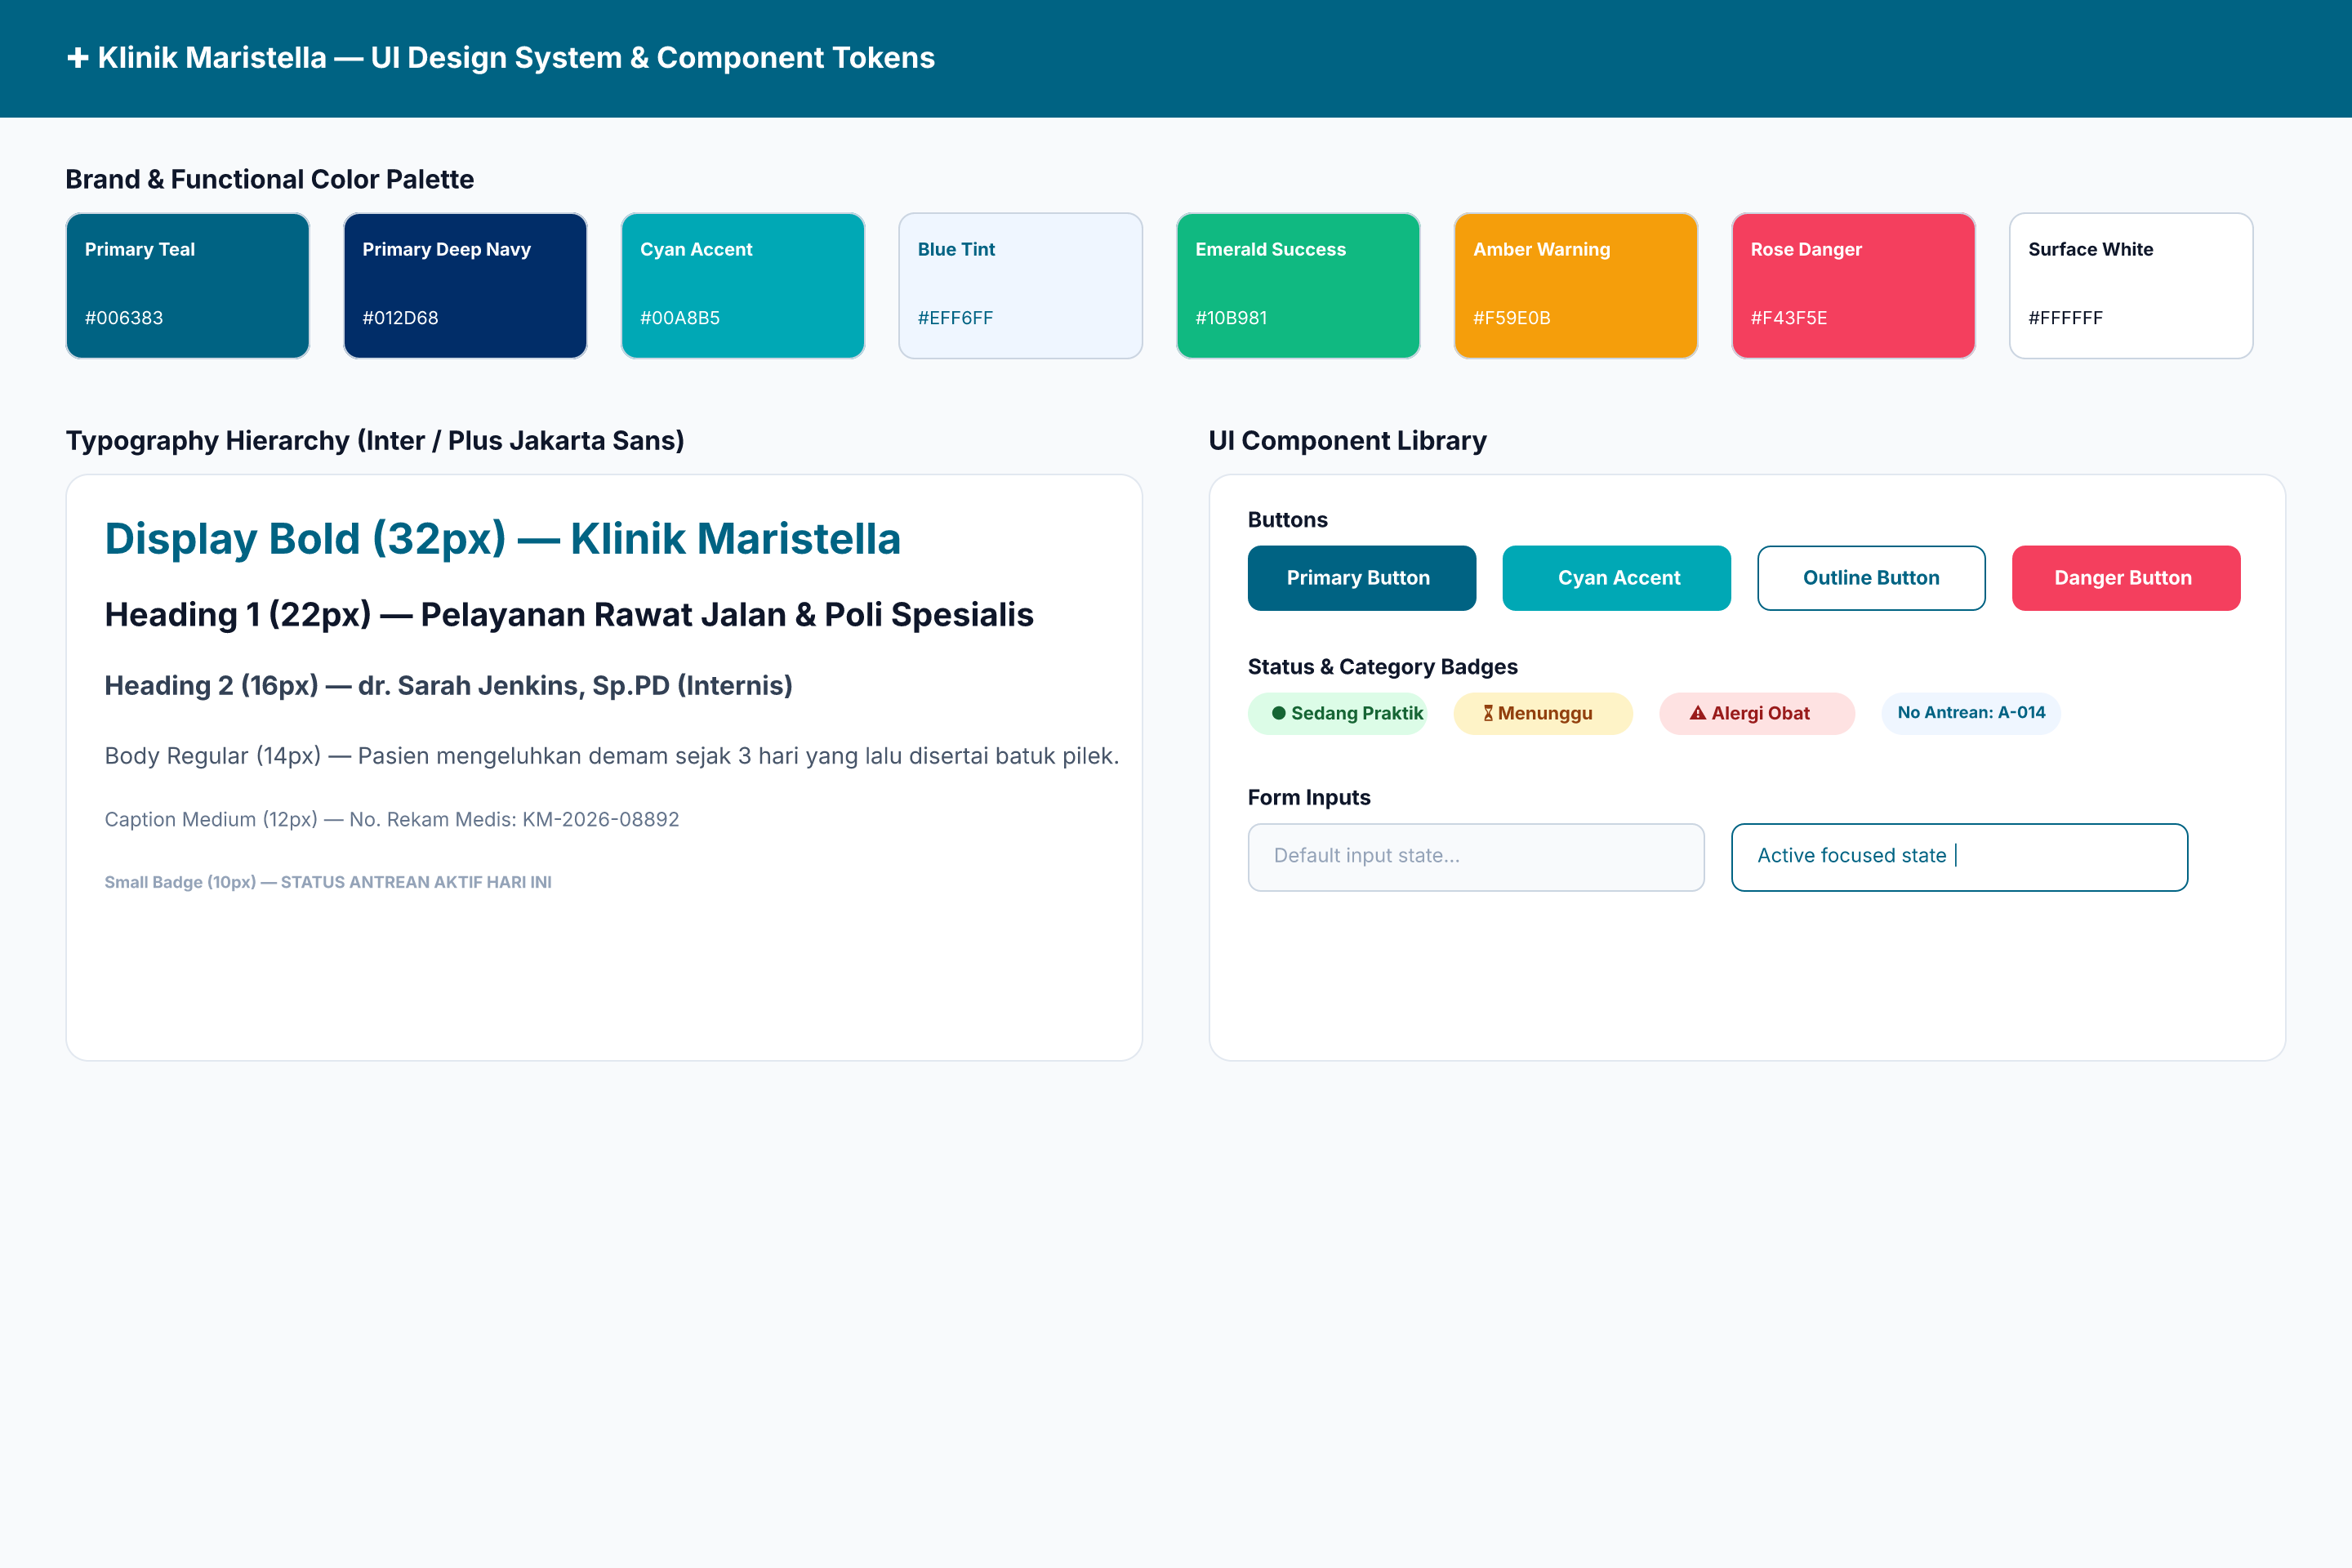 ✚ Klinik Maristella — UI Design System & Component Tokens
Brand & Functional Color Palette
Primary Teal
#006383
Primary Deep Navy
#012D68
Cyan Accent
#00A8B5
Blue Tint
#EFF6FF
Emerald Success
#10B981
Amber Warning
#F59E0B
Rose Danger
#F43F5E
Surface White
#FFFFFF
Typography Hierarchy (Inter / Plus Jakarta Sans)
Display Bold (32px) — Klinik Maristella
Heading 1 (22px) — Pelayanan Rawat Jalan & Poli Spesialis
Heading 2 (16px) — dr. Sarah Jenkins, Sp.PD (Internis)
Body Regular (14px) — Pasien mengeluhkan demam sejak 3 hari yang lalu disertai batuk pilek.
Caption Medium (12px) — No. Rekam Medis: KM-2026-08892
Small Badge (10px) — STATUS ANTREAN AKTIF HARI INI
UI Component Library
Buttons
Primary Button
Cyan Accent
Outline Button
Danger Button
Status & Category Badges
● Sedang Praktik
⏳ Menunggu
⚠ Alergi Obat
No Antrean: A-014
Form Inputs
Default input state...
Active focused state |